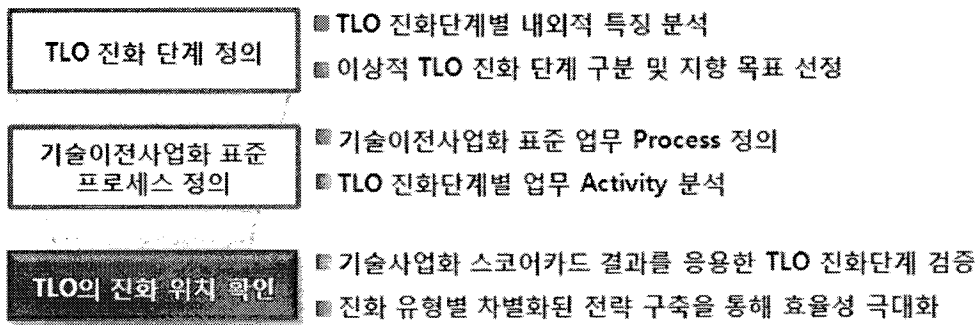 TLO 진화 단계 정의
TLO 진화단계별 내외적 특징 분석
이상적 TLO 진화 단계 구분 및 지향 목표 선정
기술이전사업화 표준
프로세스 정의
기술이전사업화 표준 업무 Process 정의
TLO 진화단계별 업무 Activity 분석
TLO의 진화 위치 확인
기술사업화 스코어카드 결과를 응용한 TLO 진화단계 검증
진화 유형별 차별화된 전략 구축을 통해 효율성 극대화